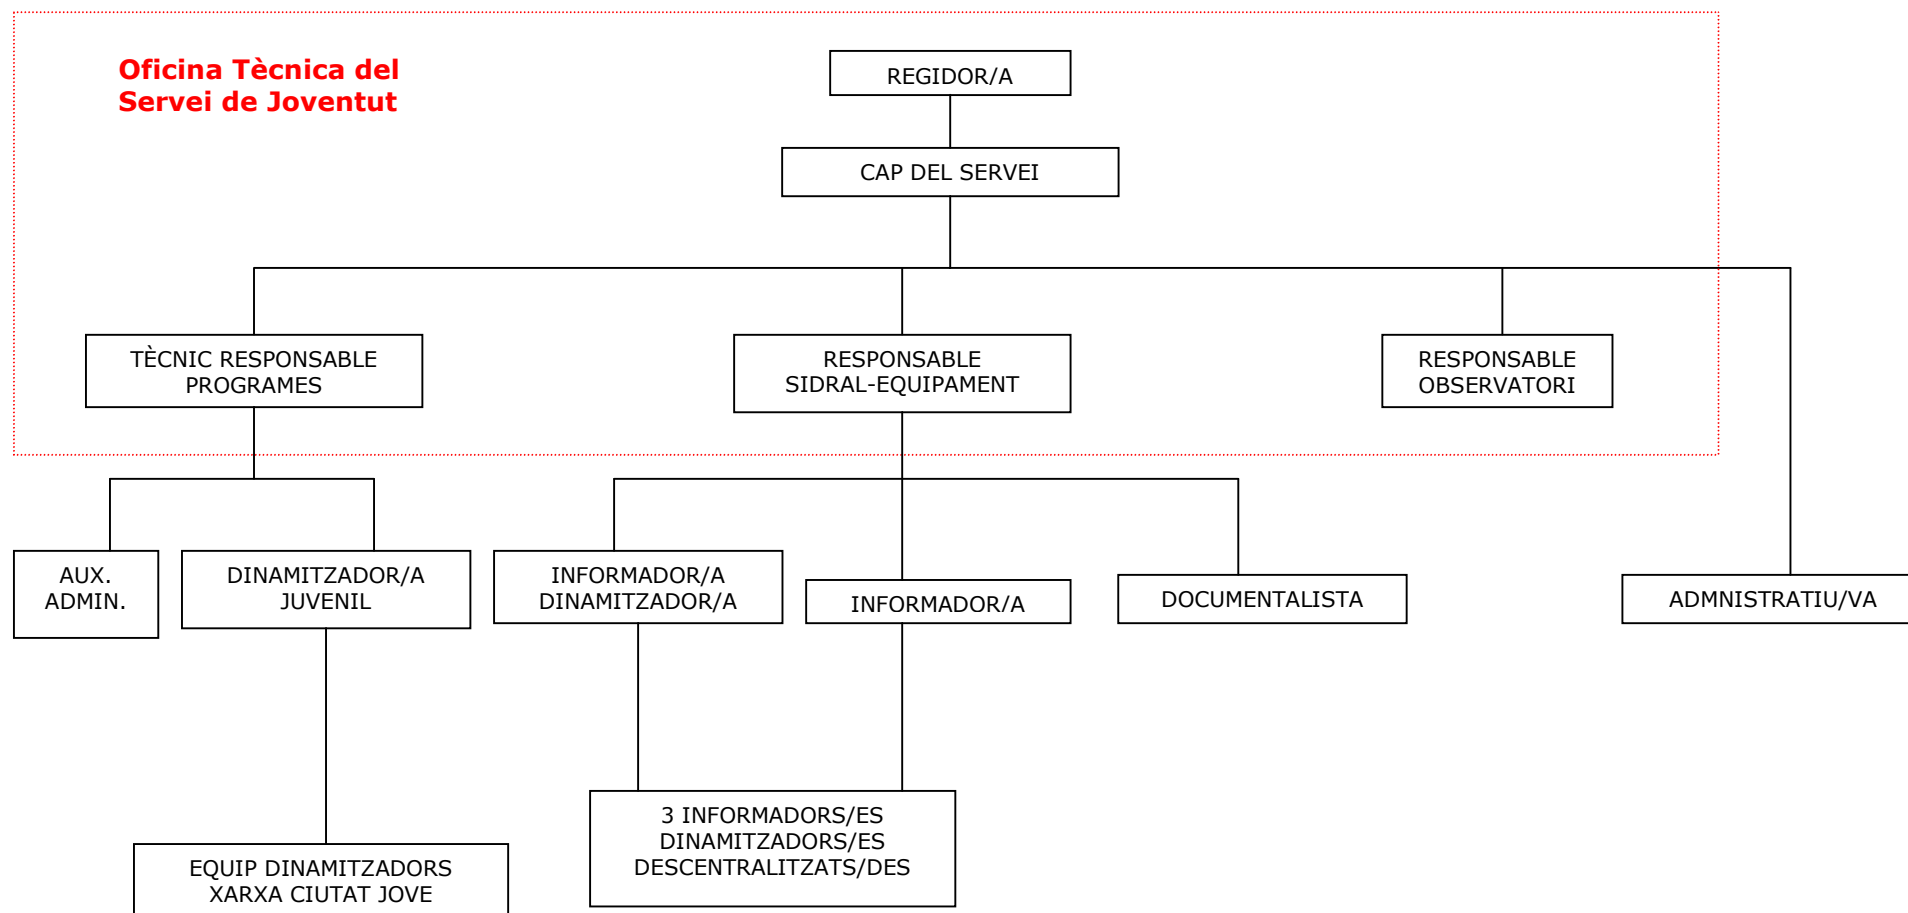 Oficina Tècnica del
Servei de Joventut
REGIDOR/A
CAP DEL SERVEI
TÈCNIC RESPONSABLE
PROGRAMES
RESPONSABLE
SIDRAL-EQUIPAMENT
RESPONSABLE
OBSERVATORI
AUX.
ADMIN.
DINAMITZADOR/A
JUVENIL
INFORMADOR/A
DINAMITZADOR/A
INFORMADOR/A
DOCUMENTALISTA
ADMNISTRATIU/VA
3 INFORMADORS/ES
DINAMITZADORS/ES
DESCENTRALITZATS/DES
EQUIP DINAMITZADORS
XARXA CIUTAT JOVE